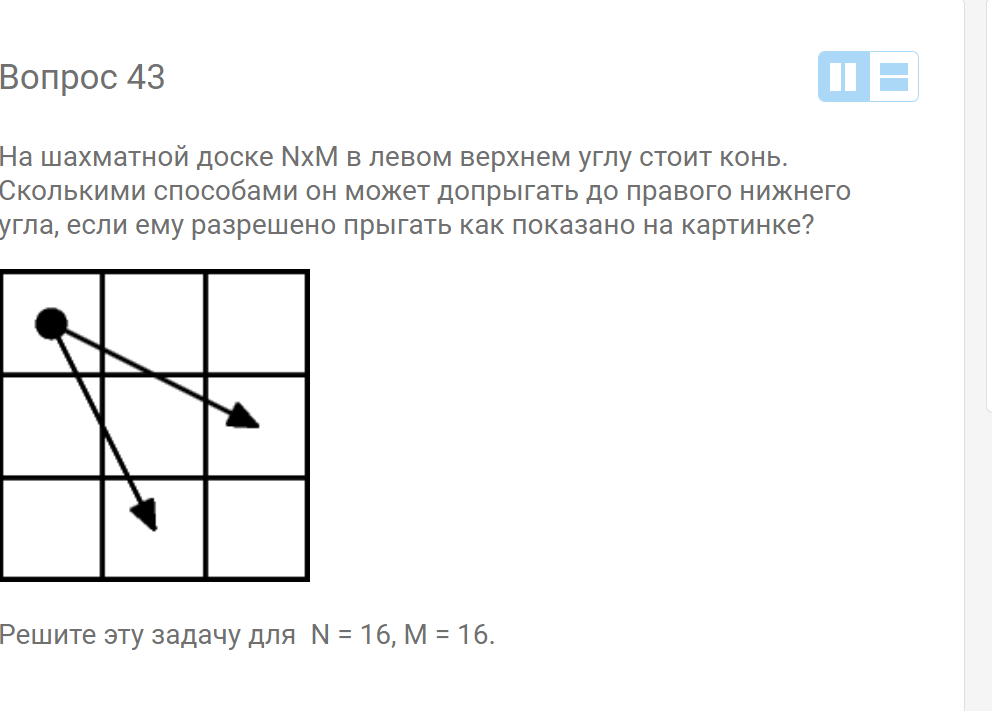 Вопрос 43
На шахматной доске NxM в левом верхнем углу стоит конь.
Сколькими способами он может допрыгать до правого нижнего
угла, если ему разрешено прыгать как показано на картинке?
Решите эту задачу для N = 16, M = 16.